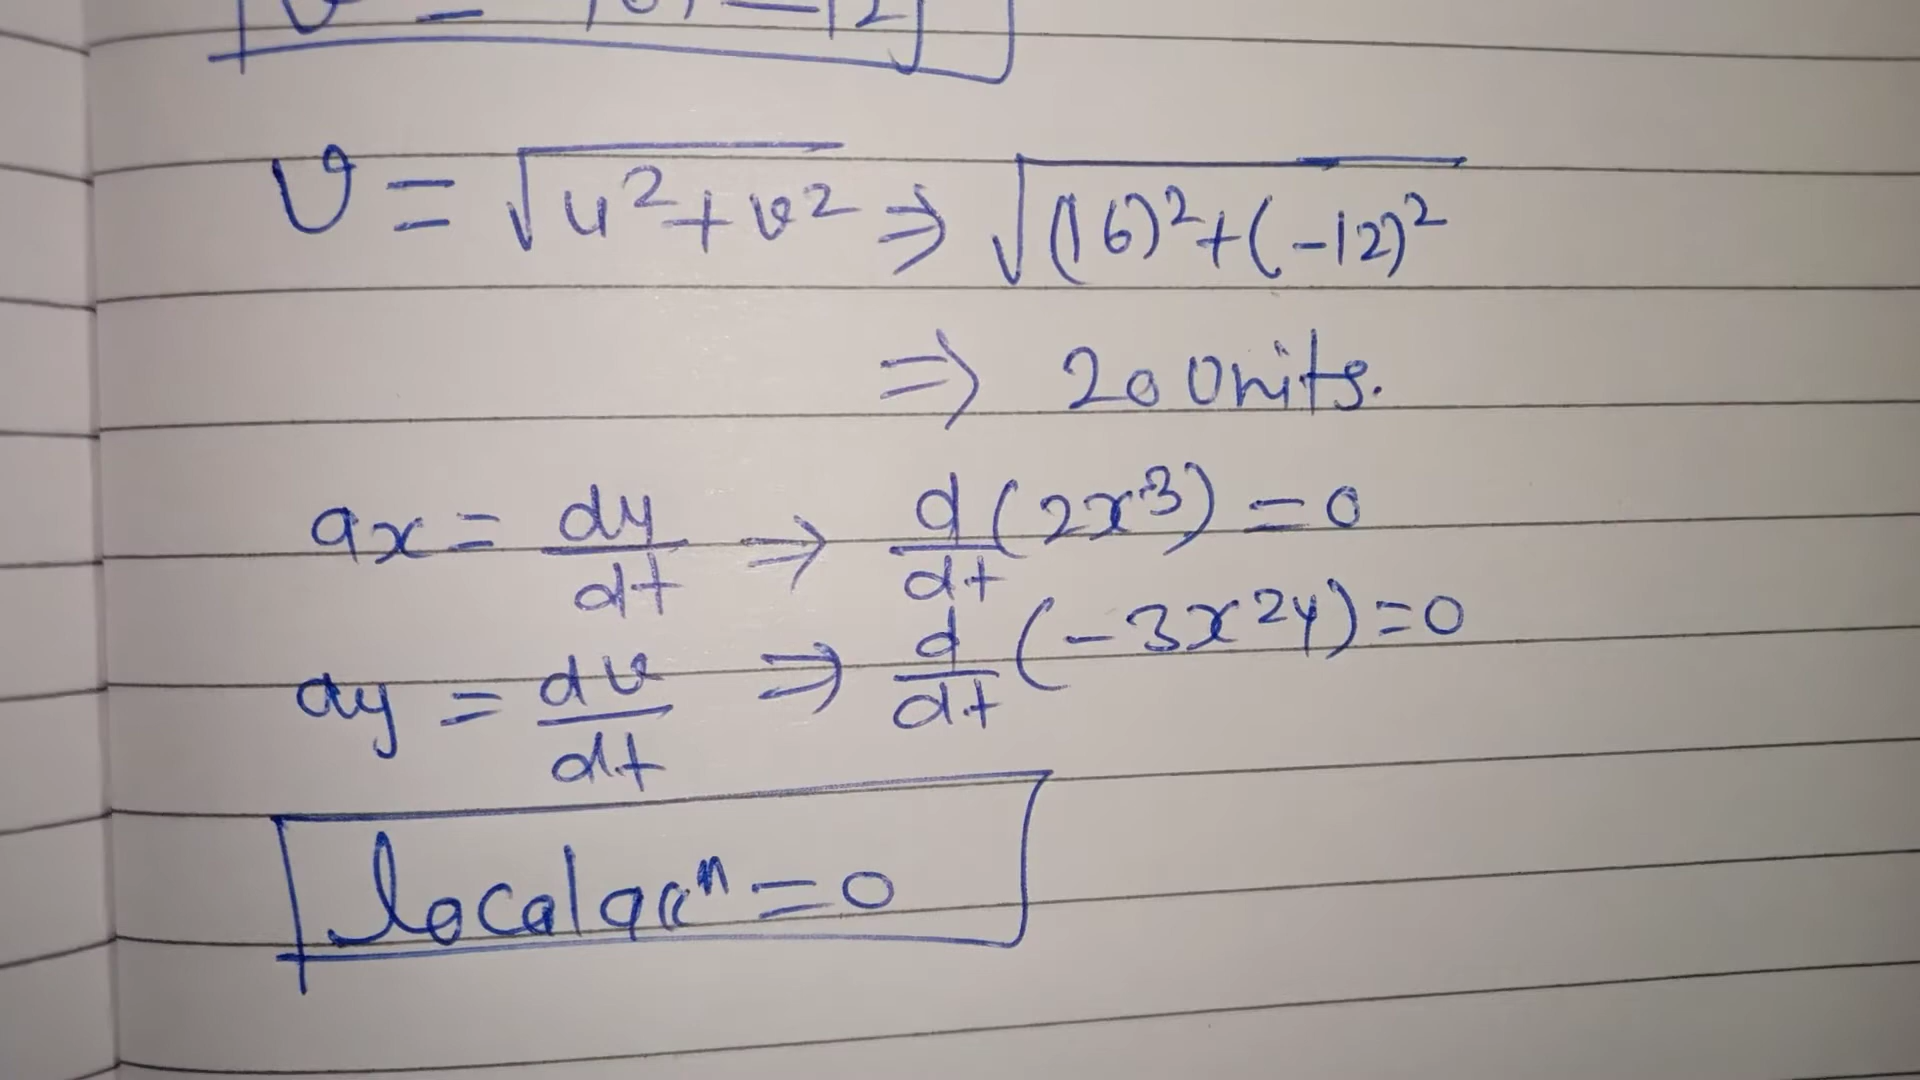 V = √u²+v² ⇒ √(16)²+(-12)²
⇒ 20 Units.
ax = du/dt ⇒ d/dt (2x³) = 0
ay = dv/dt ⇒ d/dt (-3x²y) = 0
local accⁿ = 0